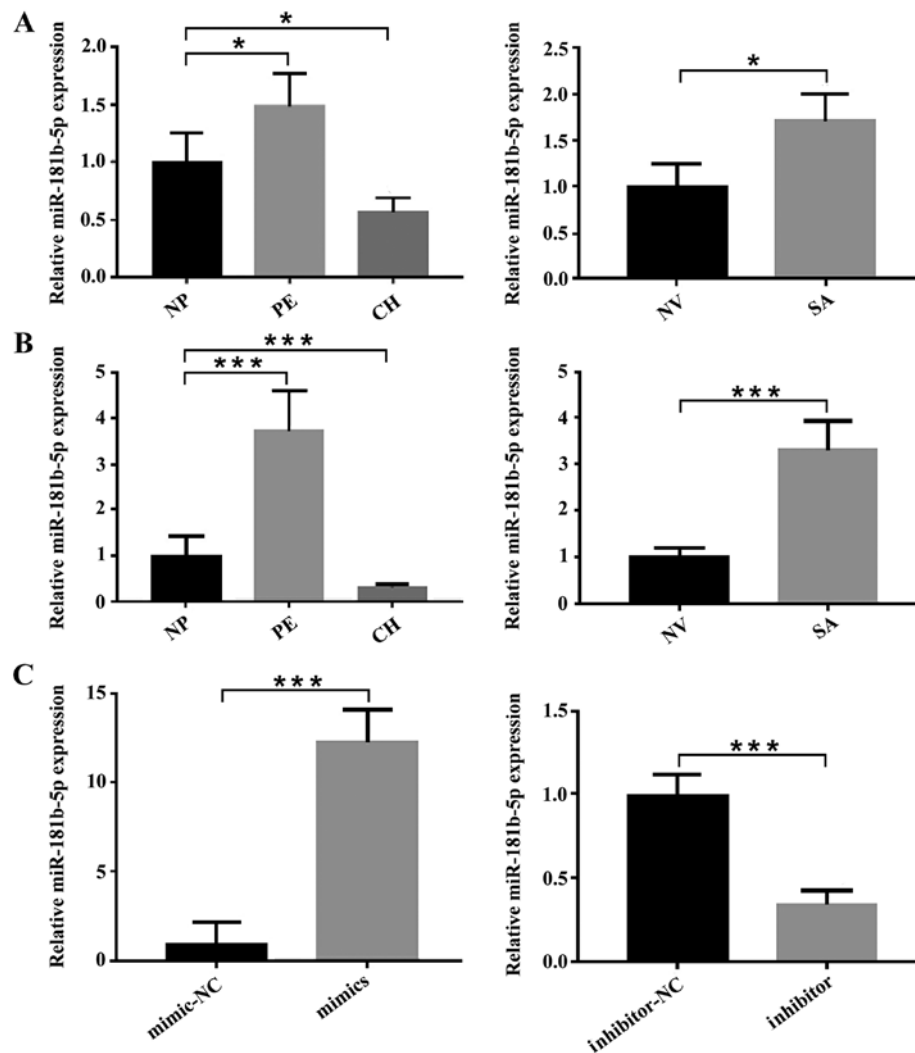 A
Relative miR-181b-5p expression
2.0
1.5
1.0
0.5
0.0
*
*
NP
PE
CH
Relative miR-181b-5p expression
2.5
2.0
1.5
1.0
0.5
0.0
*
NV
SA
B
Relative miR-181b-5p expression
5
4
3
2
1
0
***
***
NP
PE
CH
Relative miR-181b-5p expression
5
4
3
2
1
0
***
NV
SA
C
Relative miR-181b-5p expression
15
10
5
0
***
mimic-NC
mimics
Relative miR-181b-5p expression
1.5
1.0
0.5
0.0
***
inhibitor-NC
inhibitor